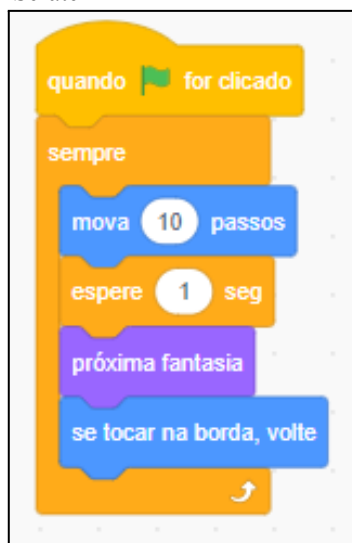 quando for clicado
sempre
mova 10 passos
espere 1 seg
próxima fantasia
se tocar na borda, volte